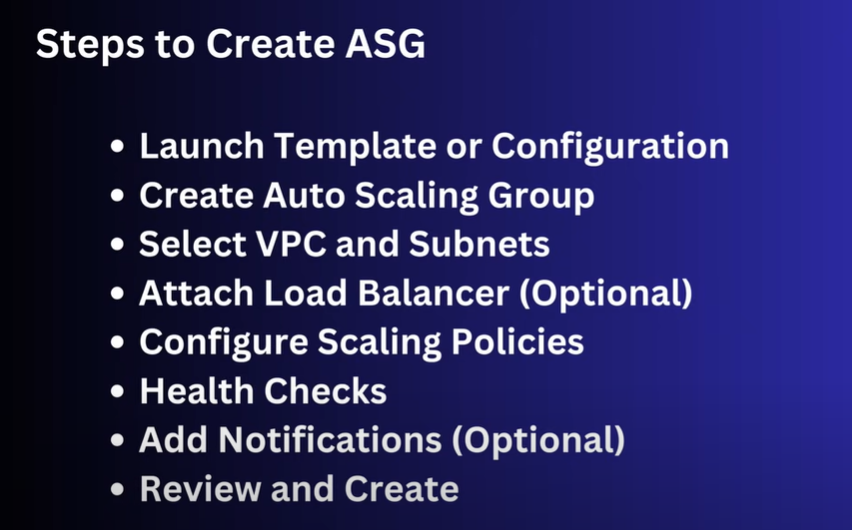 Steps to Create ASG
• Launch Template or Configuration
• Create Auto Scaling Group
• Select VPC and Subnets
• Attach Load Balancer (Optional)
• Configure Scaling Policies
• Health Checks
• Add Notifications (Optional)
• Review and Create